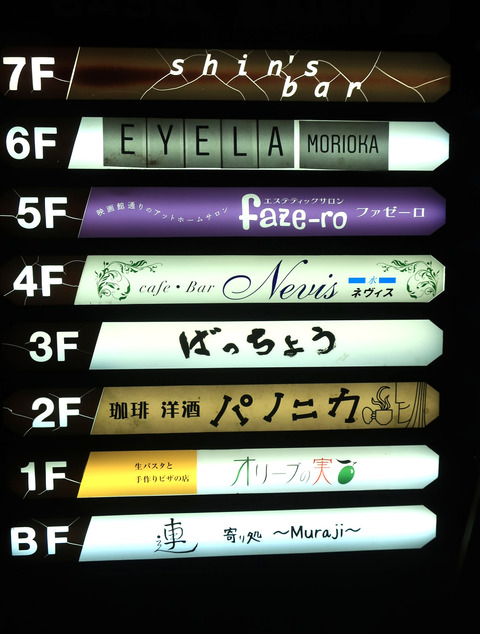 7F
shin's
bar
6F
EYELA MORIOKA
5F
映画館通りのアットホームサロン
エステティックサロン
faze-ro ファゼーロ
4F
cafe・Bar Nevis
水
ネヴィス
3F
ばっちょう
2F
珈琲 洋酒 パノニカ
1F
生パスタと
手作りピザの店
オリーブの実
BF
連 寄り処 〜Muraji〜